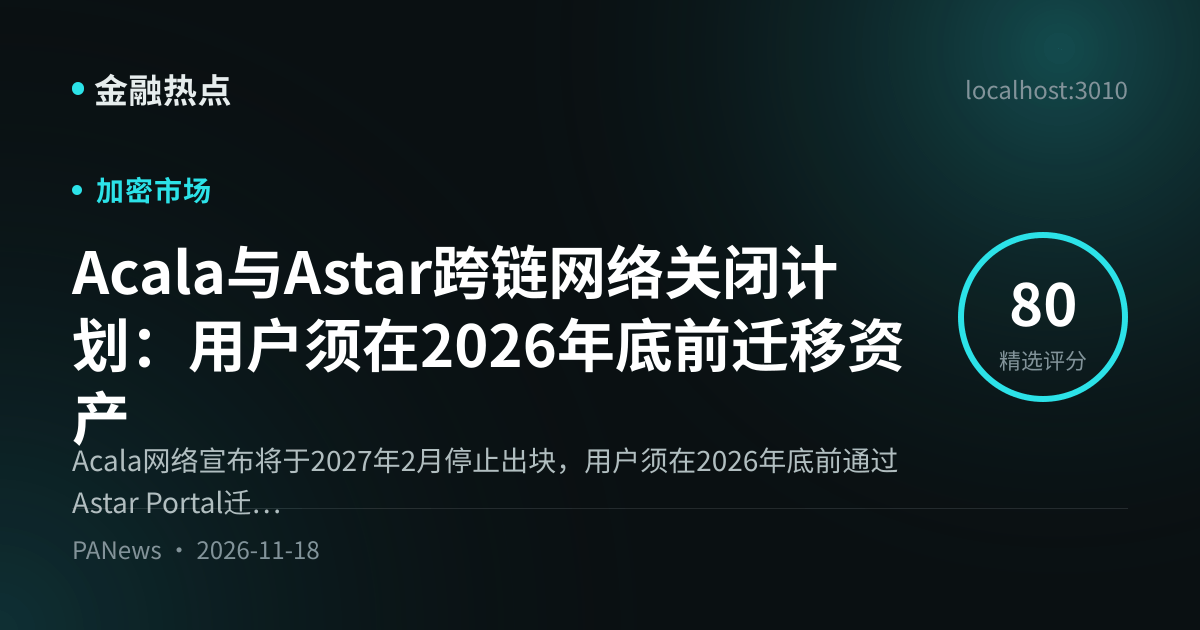 金融热点
localhost:3010
加密市场
Acala与Astar跨链网络关闭计
划：用户须在2026年底前迁移资
产
80
精选评分
Acala网络宣布将于2027年2月停止出块，用户须在2026年底前通过
Astar Portal迁…
PANews • 2026-11-18